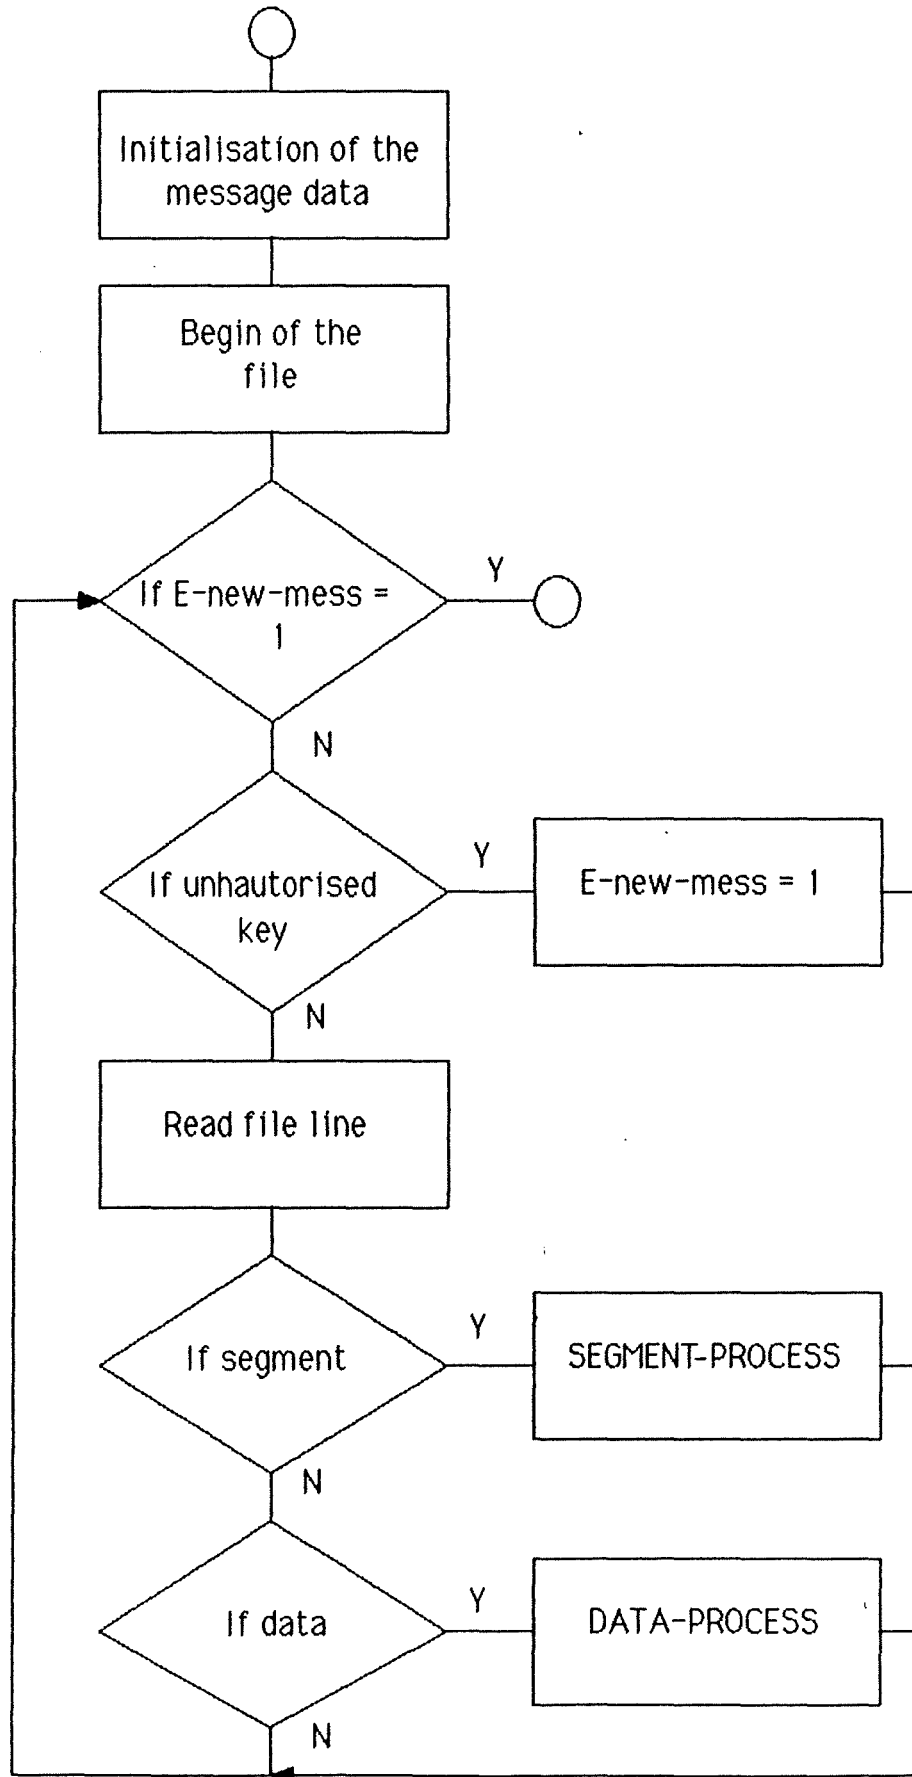 Initialisation of the
message data
Begin of the
file
If E-new-mess =
1
Y
N
If unhautorised
key
Y
E-new-mess = 1
N
Read file line
If segment
Y
SEGMENT-PROCESS
N
If data
Y
DATA-PROCESS
N